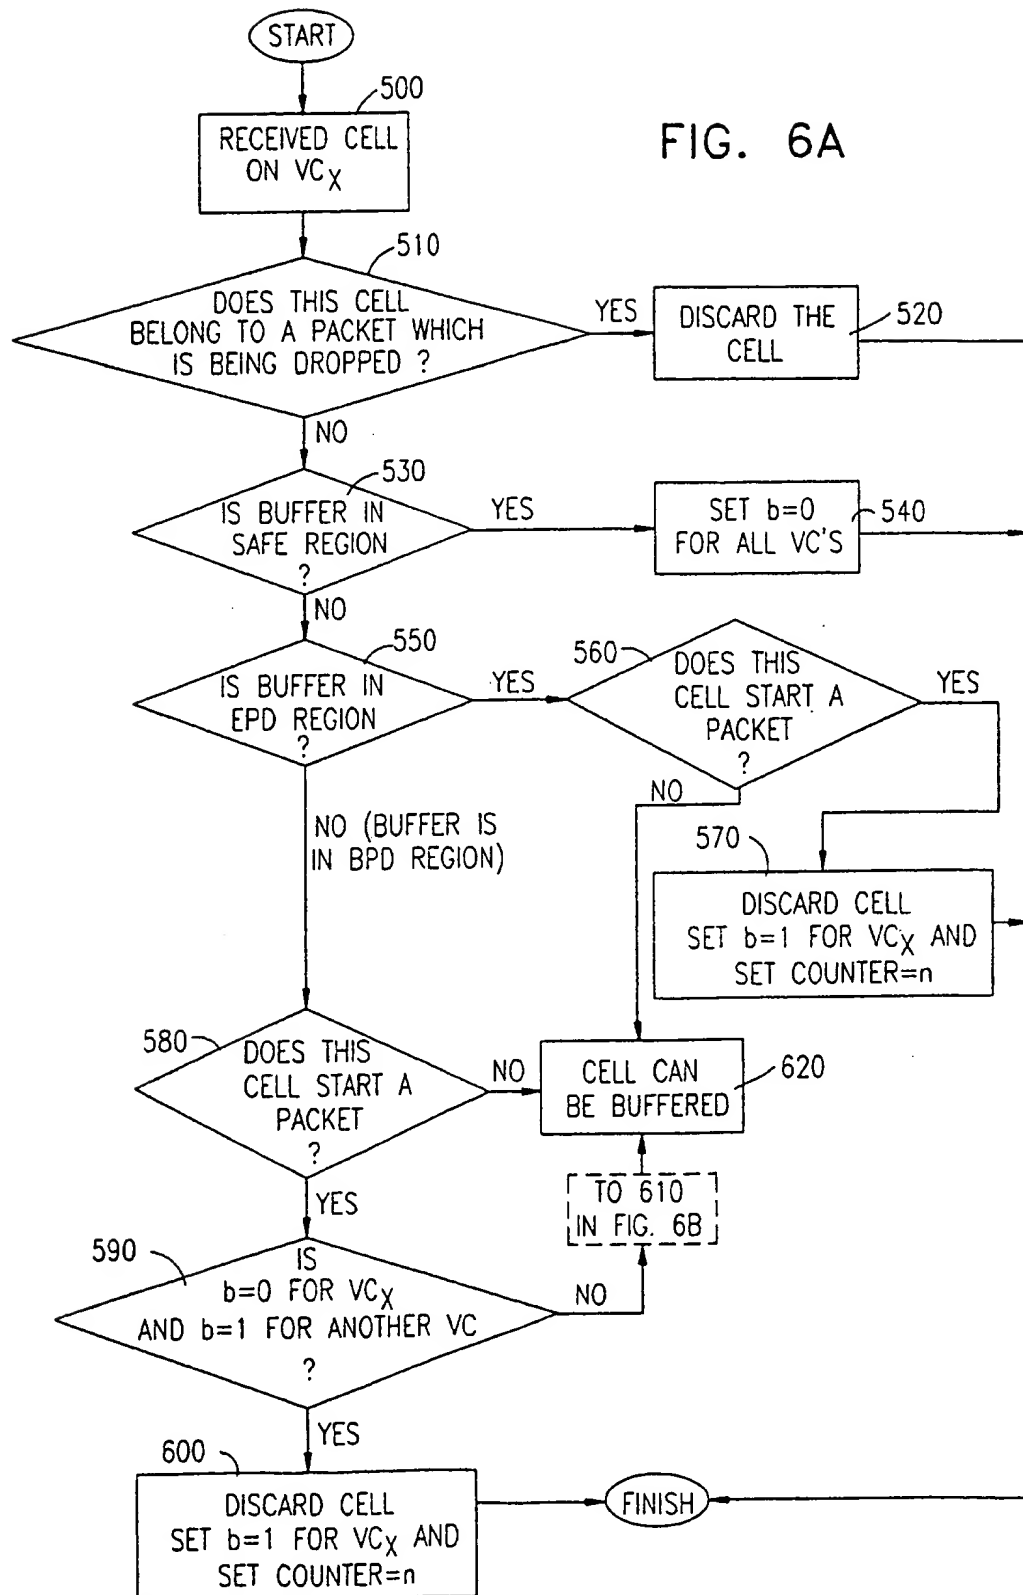 START
500
RECEIVED CELL
ON VCX
FIG. 6A
510
DOES THIS CELL
BELONG TO A PACKET WHICH
IS BEING DROPPED ?
YES
DISCARD THE
CELL
520
NO
530
IS BUFFER IN
SAFE REGION
?
YES
SET b=0
FOR ALL VC'S
540
NO
550
IS BUFFER IN
EPD REGION
?
YES
560
DOES THIS
CELL START A
PACKET
?
YES
NO
NO (BUFFER IS
IN BPD REGION)
570
DISCARD CELL
SET b=1 FOR VCX AND
SET COUNTER=n
580
DOES THIS
CELL START A
PACKET
?
NO
CELL CAN
BE BUFFERED
620
YES
TO 610
IN FIG. 6B
590
IS
b=0 FOR VCX
AND b=1 FOR ANOTHER VC
?
NO
YES
600
DISCARD CELL
SET b=1 FOR VCX AND
SET COUNTER=n
FINISH